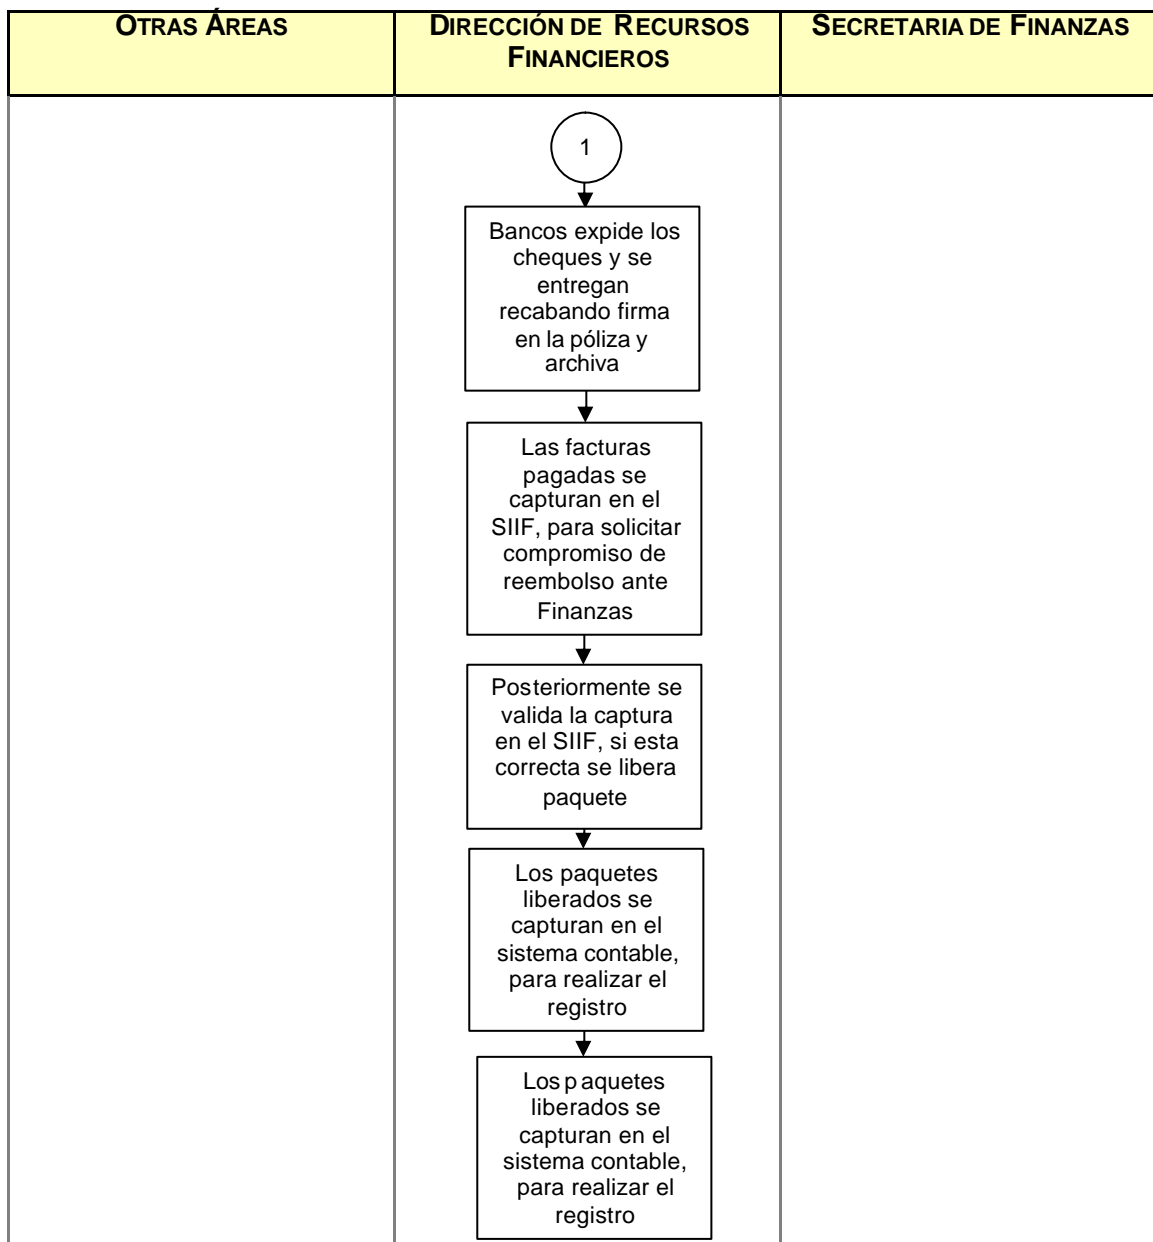 OTRAS ÁREAS
DIRECCIÓN DE RECURSOS
FINANCIEROS
SECRETARIA DE FINANZAS
1
Bancos expide los
cheques y se
entregan
recabando firma
en la póliza y
archiva
Las facturas
pagadas se
capturan en el
SIIF, para solicitar
compromiso de
reembolso ante
Finanzas
Posteriormente se
valida la captura
en el SIIF, si esta
correcta se libera
paquete
Los paquetes
liberados se
capturan en el
sistema contable,
para realizar el
registro
Los p aquetes
liberados se
capturan en el
sistema contable,
para realizar el
registro